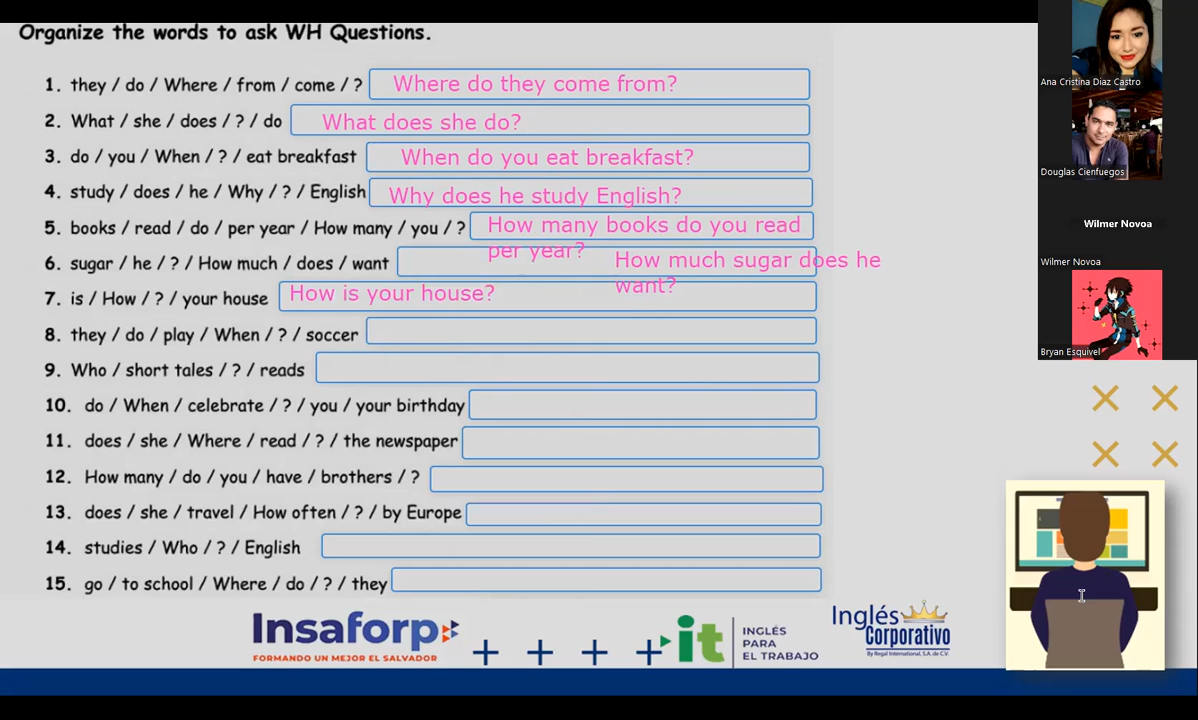 Organize the words to ask WH Questions.
1. they / do / Where / from / come / ? Where do they come from?
2. What / she / does / ? / do What does she do?
3. do / you / When / ? / eat breakfast When do you eat breakfast?
4. study / does / he / Why / ? / English Why does he study English?
5. books / read / do / per year / How many / you / ? How many books do you read
per year?
6. sugar / he / ? / How much / does / want How much sugar does he
want?
7. is / How / ? / your house How is your house?
8. they / do / play / When / ? / soccer
9. Who / short tales / ? / reads
10. do / When / celebrate / ? / you / your birthday
11. does / she / Where / read / ? / the newspaper
12. How many / do / you / have / brothers / ?
13. does / she / travel / How often / ? / by Europe
14. studies / Who / ? / English
15. go / to school / Where / do / ? / they
Insaforp
FORMANDO UN MEJOR EL SALVADOR
it
INGLÉS
PARA
EL TRABAJO
Inglés
Corporativo
By Regal International, S.A. de C.V.
Ana Cristina Diaz Castro
Douglas Cienfuegos
Wilmer Novoa
Wilmer Novoa
Bryan Esquivel